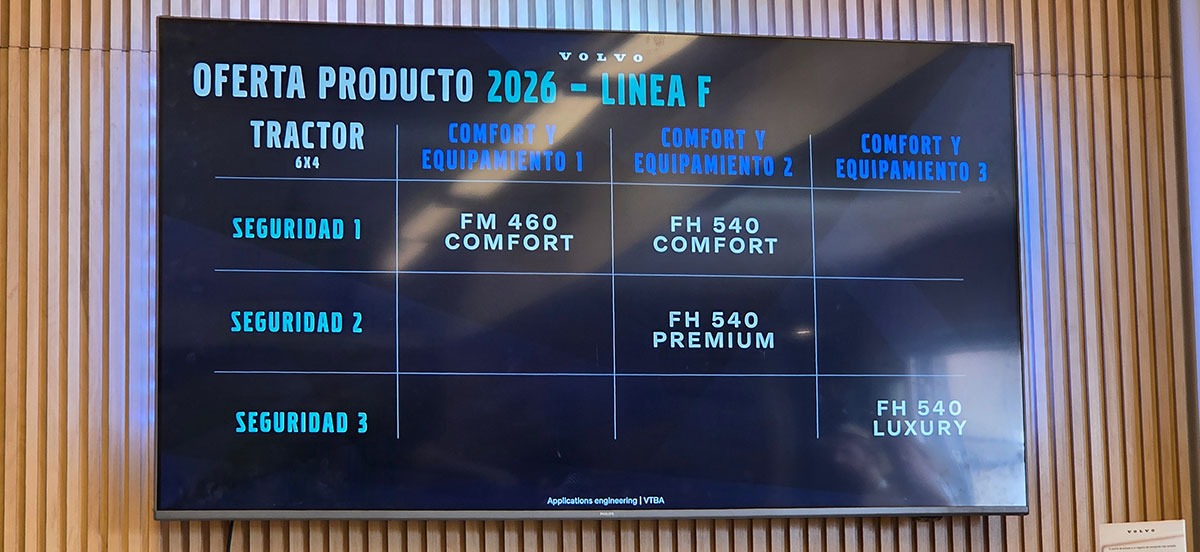 VOLVO
OFERTA PRODUCTO 2026 - LINEA F
TRACTOR
6X4
COMFORT Y
EQUIPAMIENTO 1
COMFORT Y
EQUIPAMIENTO 2
COMFORT Y
EQUIPAMIENTO 3
SEGURIDAD 1
FM 460
COMFORT
FH 540
COMFORT
SEGURIDAD 2
FH 540
PREMIUM
SEGURIDAD 3
FH 540
LUXURY
Applications engineering | VTBA
PHILIPS
VOLVO